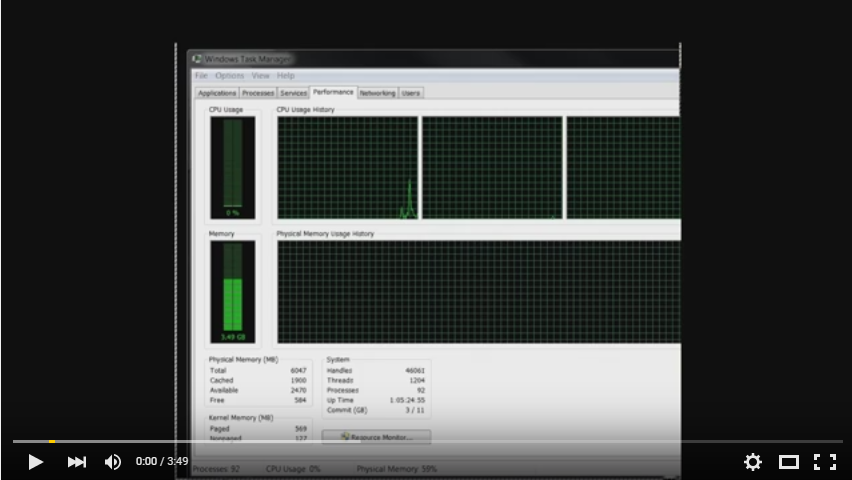 Windows Task Manager
File Options View Help
Applications Processes Services Performance Networking Users
CPU Usage CPU Usage History
0 %
Memory Physical Memory Usage History
3.49 GB
Physical Memory (MB)
Total 6047
Cached 1900
Available 2470
Free 584
Kernel Memory (MB)
Paged 569
Nonpaged 127
System
Handles 46061
Threads 1204
Processes 92
Up Time 1:05:24:55
Commit (GB) 3 / 11
Resource Monitor...
Processes: 92 CPU Usage: 0% Physical Memory: 59%
0:00 / 3:49